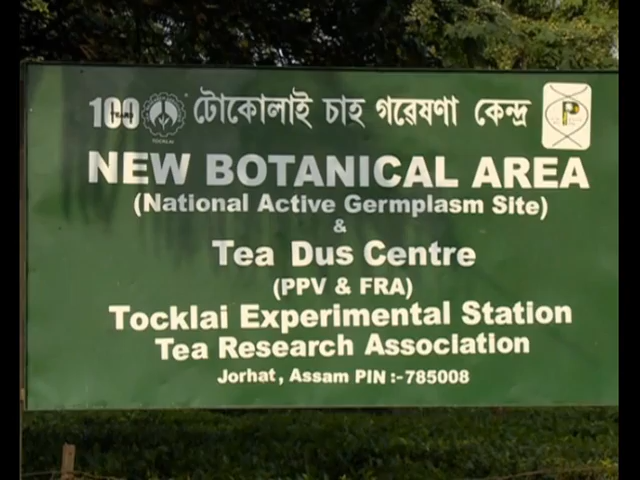 100 টোকোলাই চাহ গৱেষণা কেন্দ্ৰ P
TOCKLAI
NEW BOTANICAL AREA
(National Active Germplasm Site)
&
Tea Dus Centre
(PPV & FRA)
Tocklai Experimental Station
Tea Research Association
Jorhat, Assam PIN :-785008